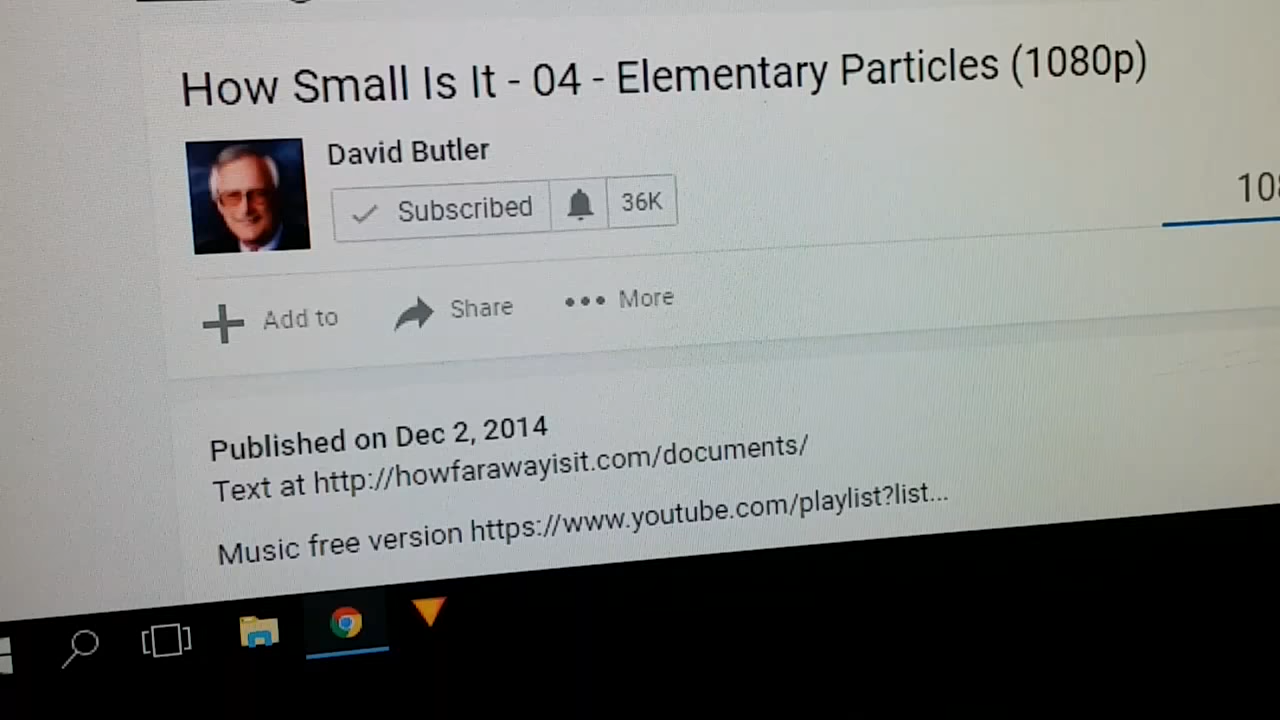 How Small Is It - 04 - Elementary Particles (1080p)
David Butler
Subscribed 36K
Add to Share More
Published on Dec 2, 2014
Text at http://howfarawayisit.com/documents/
Music free version https://www.youtube.com/playlist?list...